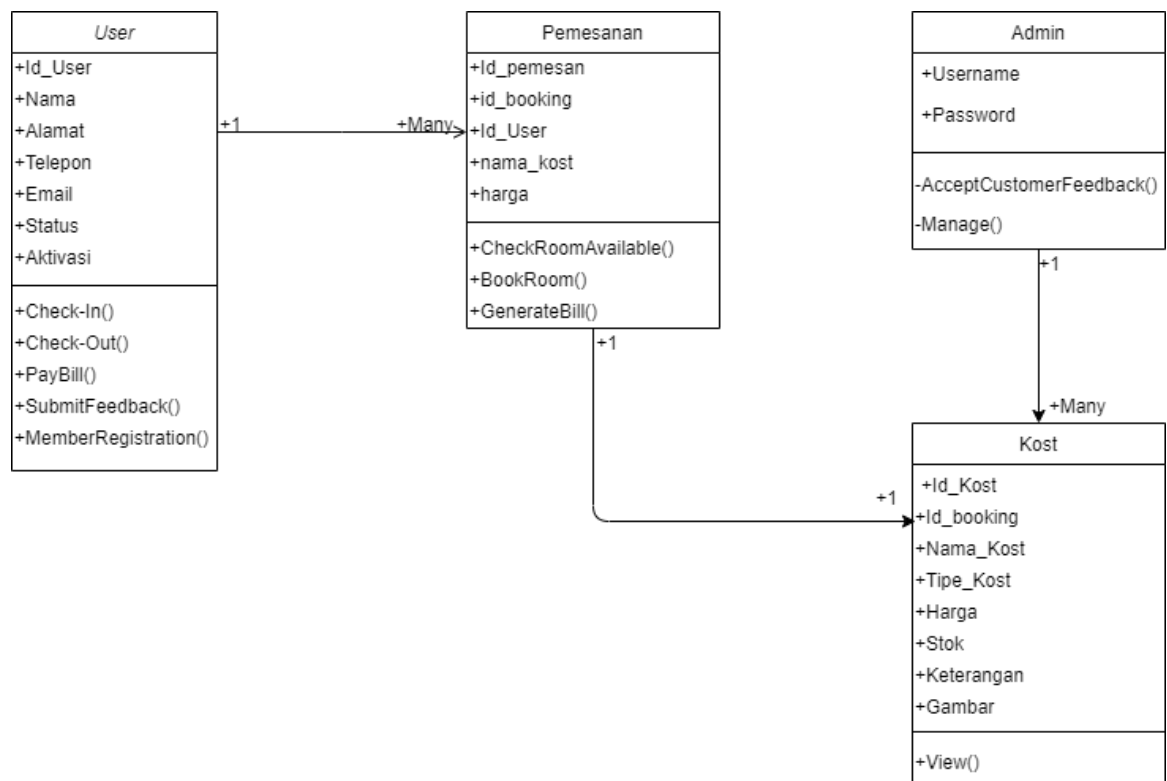 User
+Id_User
+Nama
+Alamat
+Telepon
+Email
+Status
+Aktivasi
+Check-In()
+Check-Out()
+PayBill()
+SubmitFeedback()
+MemberRegistration()
+1
+Many
Pemesanan
+Id_pemesan
+id_booking
+Id_User
+nama_kost
+harga
+CheckRoomAvailable()
+BookRoom()
+GenerateBill()
+1
+1
Admin
+Username
+Password
-AcceptCustomerFeedback()
-Manage()
+1
+Many
Kost
+Id_Kost
+Id_booking
+Nama_Kost
+Tipe_Kost
+Harga
+Stok
+Keterangan
+Gambar
+View()